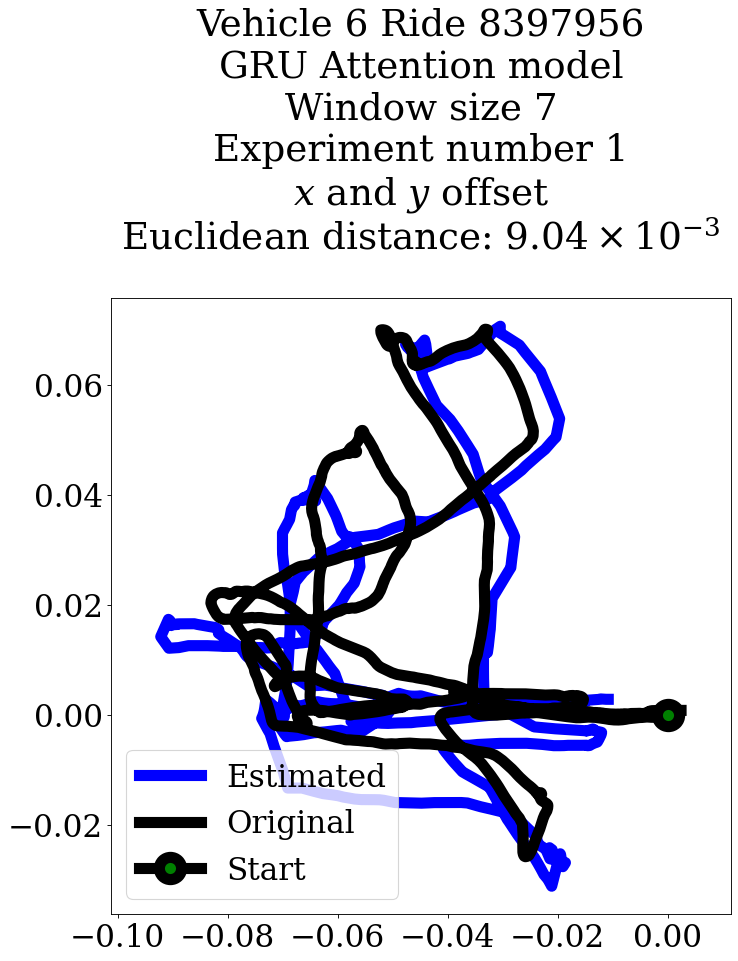 Vehicle 6 Ride 8397956
GRU Attention model
Window size 7
Experiment number 1
x and y offset
Euclidean distance: 9.04 × 10⁻³
0.06
0.04
0.02
0.00
−0.02
Estimated
Original
Start
−0.10 −0.08 −0.06 −0.04 −0.02 0.00